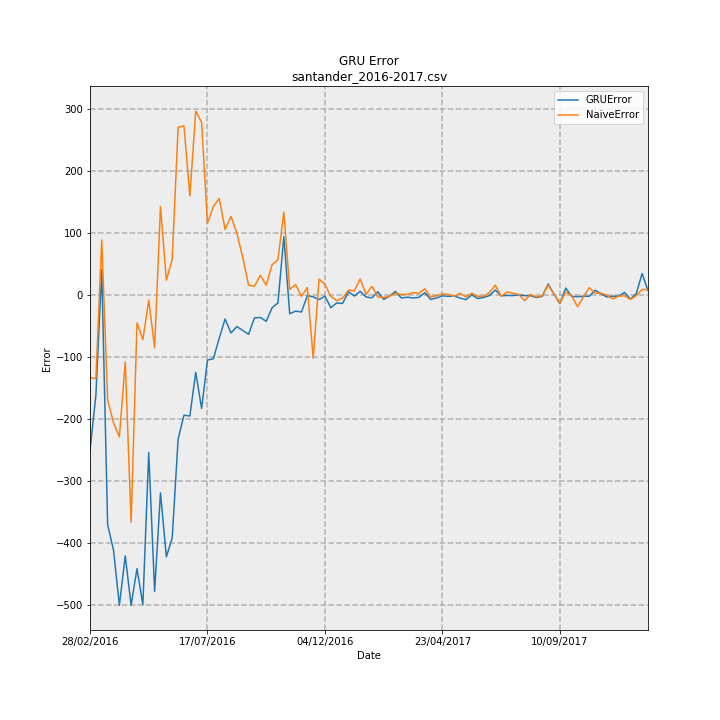 GRU Error
santander_2016-2017.csv
GRUError
NaiveError
300
200
100
0
−100
−200
−300
−400
−500
Error
28/02/2016
17/07/2016
04/12/2016
23/04/2017
10/09/2017
Date